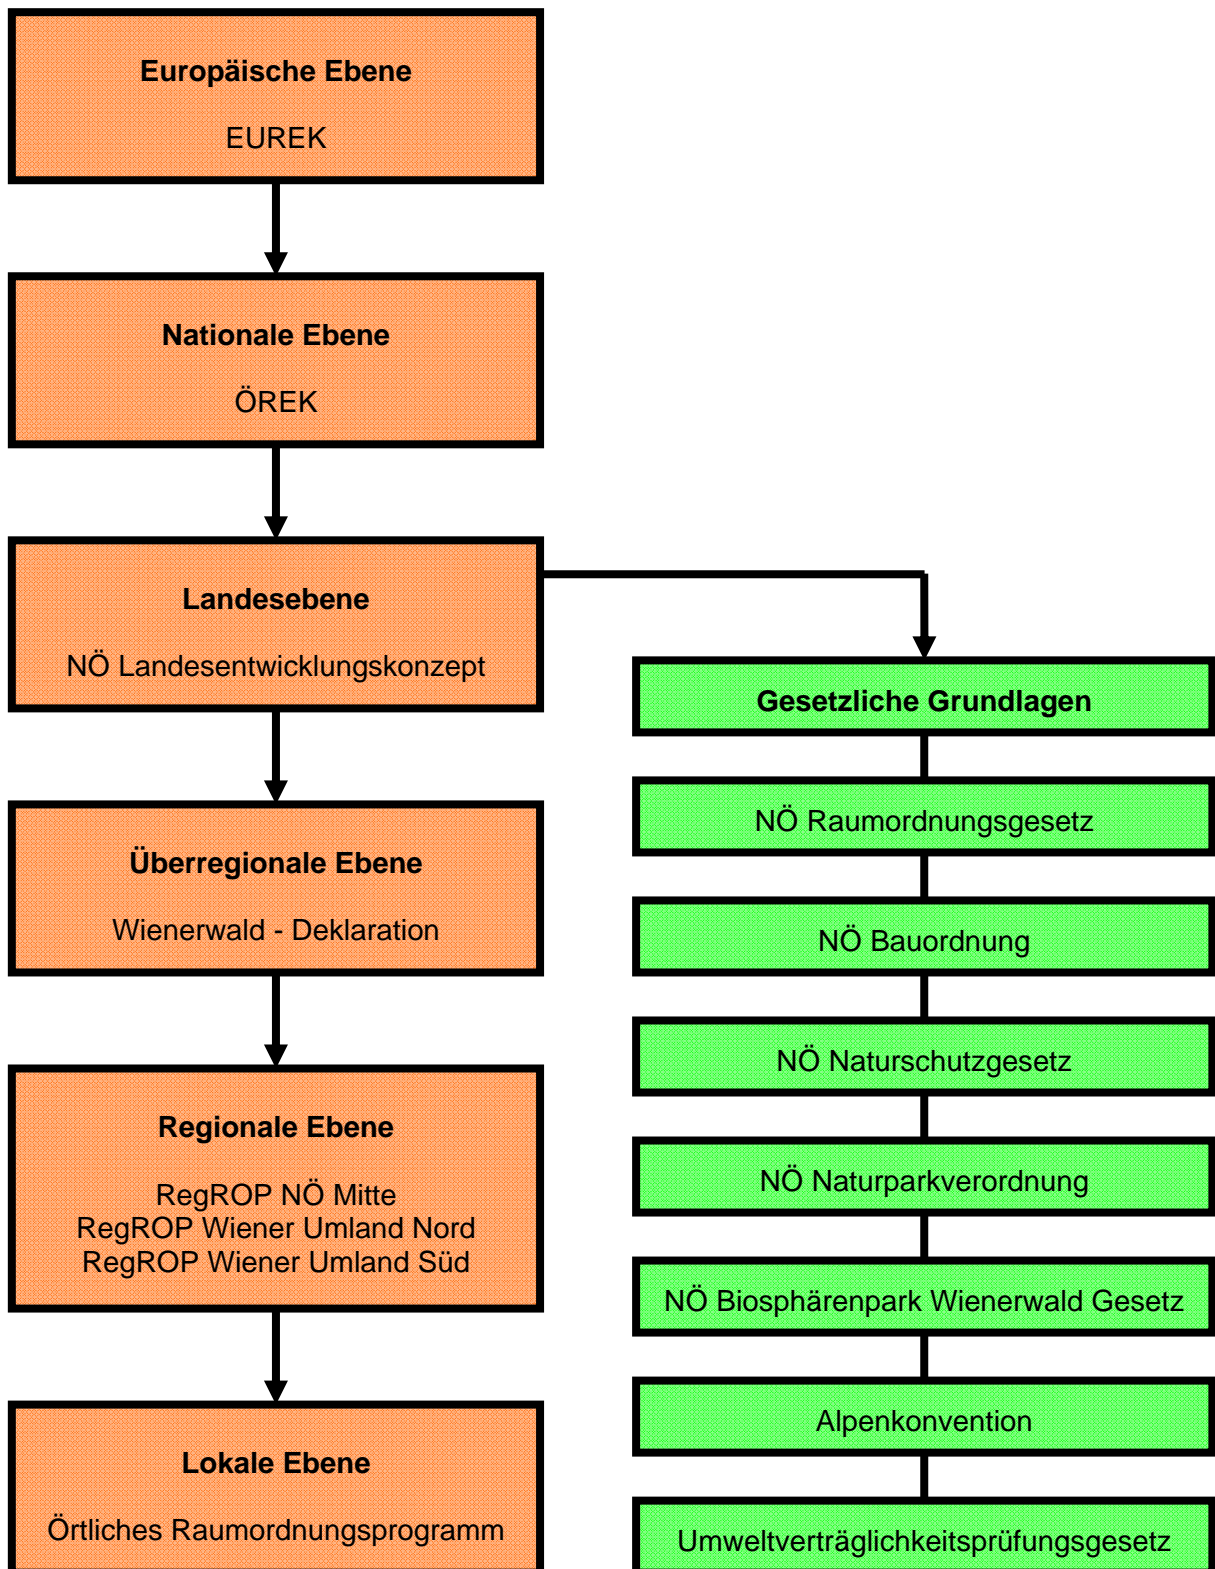 Europäische Ebene
EUREK
Nationale Ebene
ÖREK
Landesebene
NÖ Landesentwicklungskonzept
Überregionale Ebene
Wienerwald - Deklaration
Regionale Ebene
RegROP NÖ Mitte
RegROP Wiener Umland Nord
RegROP Wiener Umland Süd
Lokale Ebene
Örtliches Raumordnungsprogramm
Gesetzliche Grundlagen
NÖ Raumordnungsgesetz
NÖ Bauordnung
NÖ Naturschutzgesetz
NÖ Naturparkverordnung
NÖ Biosphärenpark Wienerwald Gesetz
Alpenkonvention
Umweltverträglichkeitsprüfungsgesetz